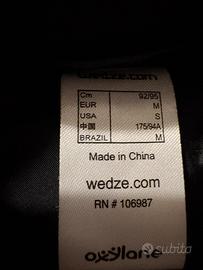 wedze.com
Cm 92/95
EUR M
USA S
中国 175/94A
BRAZIL M
Made in China
wedze.com
RN # 106987
oxylane
subito